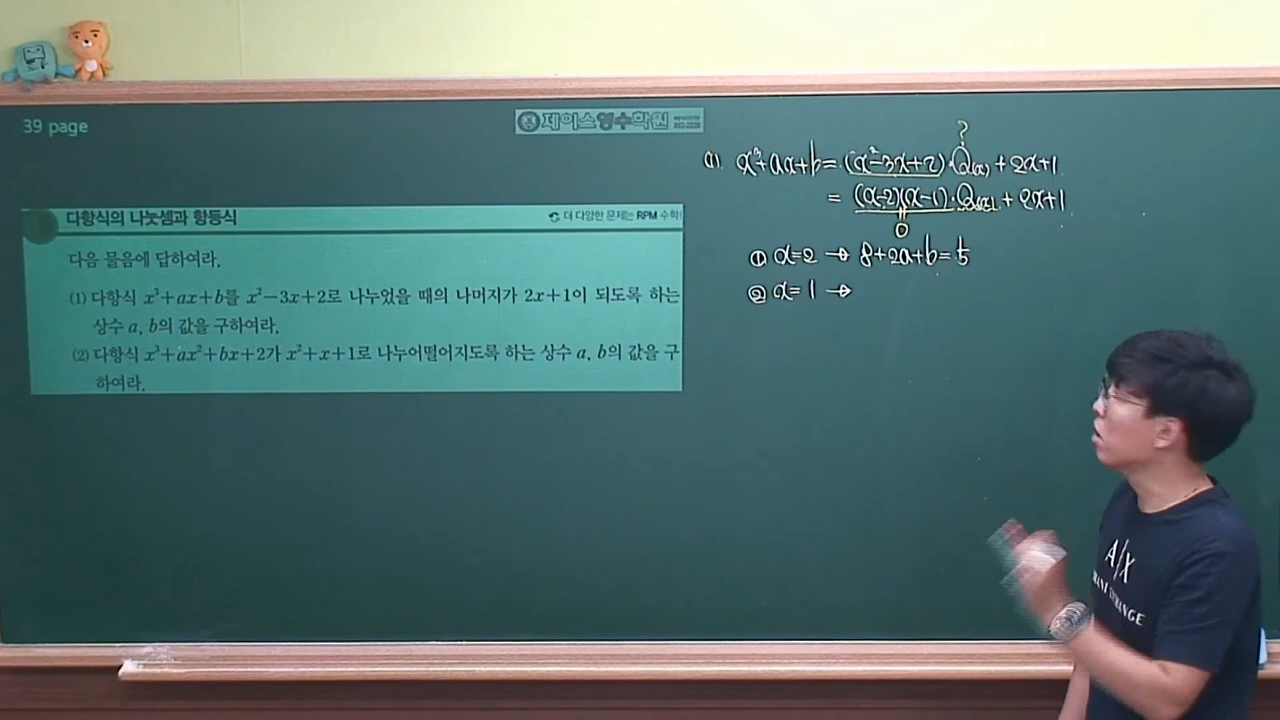 39 page
제이스영수학원
다항식의 나눗셈과 항등식
더 다양한 문제는 RPM 수학
다음 물음에 답하여라.
(1) 다항식 x³+ax+b를 x²-3x+2로 나누었을 때의 나머지가 2x+1이 되도록 하는
상수 a, b의 값을 구하여라.
(2) 다항식 x³+ax²+bx+2가 x²+x+1로 나누어떨어지도록 하는 상수 a, b의 값을 구
하여라.
?
(1) x³+ax+b=(x²-3x+2)·Q(x)+2x+1
=(x-2)(x-1)·Q(x)+2x+1
0
① x=2 → 8+2a+b=5
② x=1 →
A|X
EXCHANGE